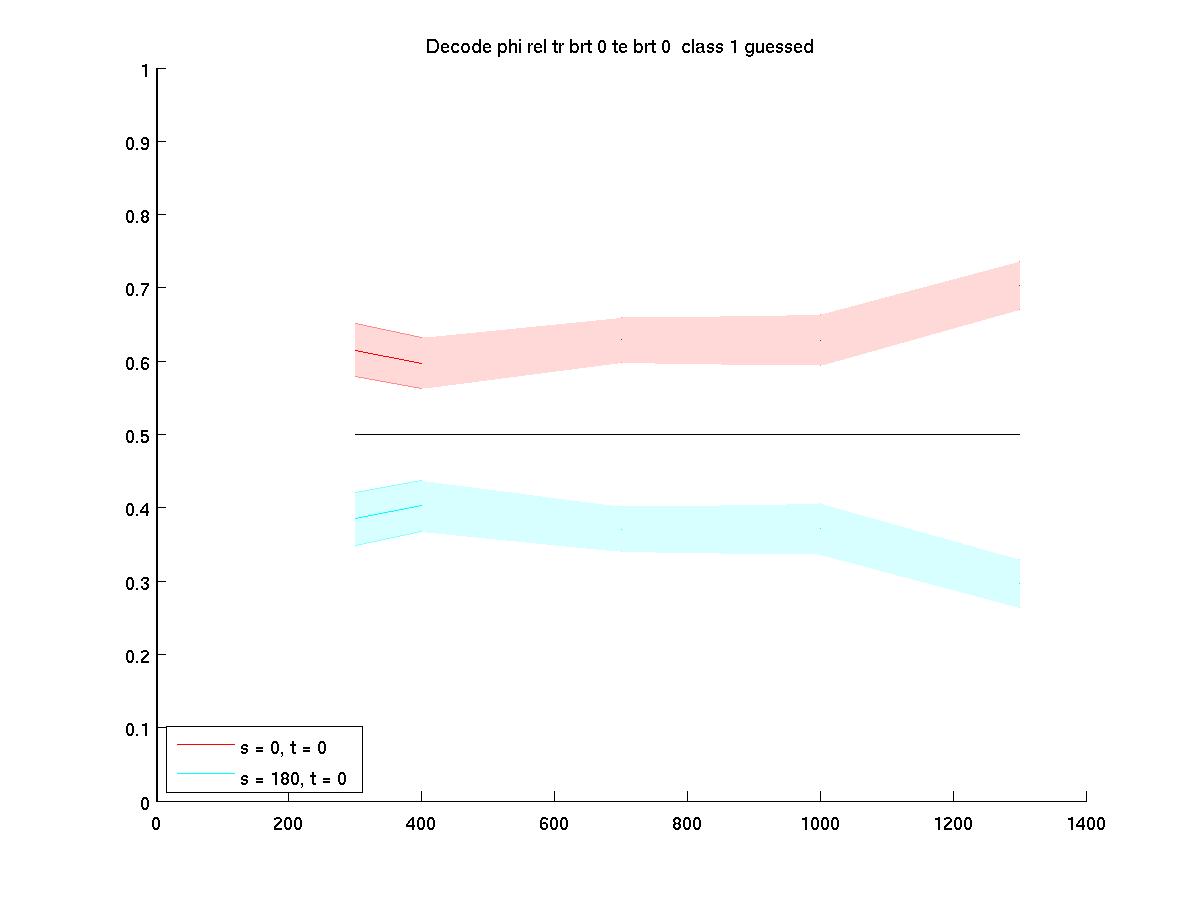 Decode phi rel tr brt 0 te brt 0  class 1 guessed
1
0.9
0.8
0.7
0.6
0.5
0.4
0.3
0.2
0.1
0
s = 0, t = 0
s = 180, t = 0
0 200 400 600 800 1000 1200 1400